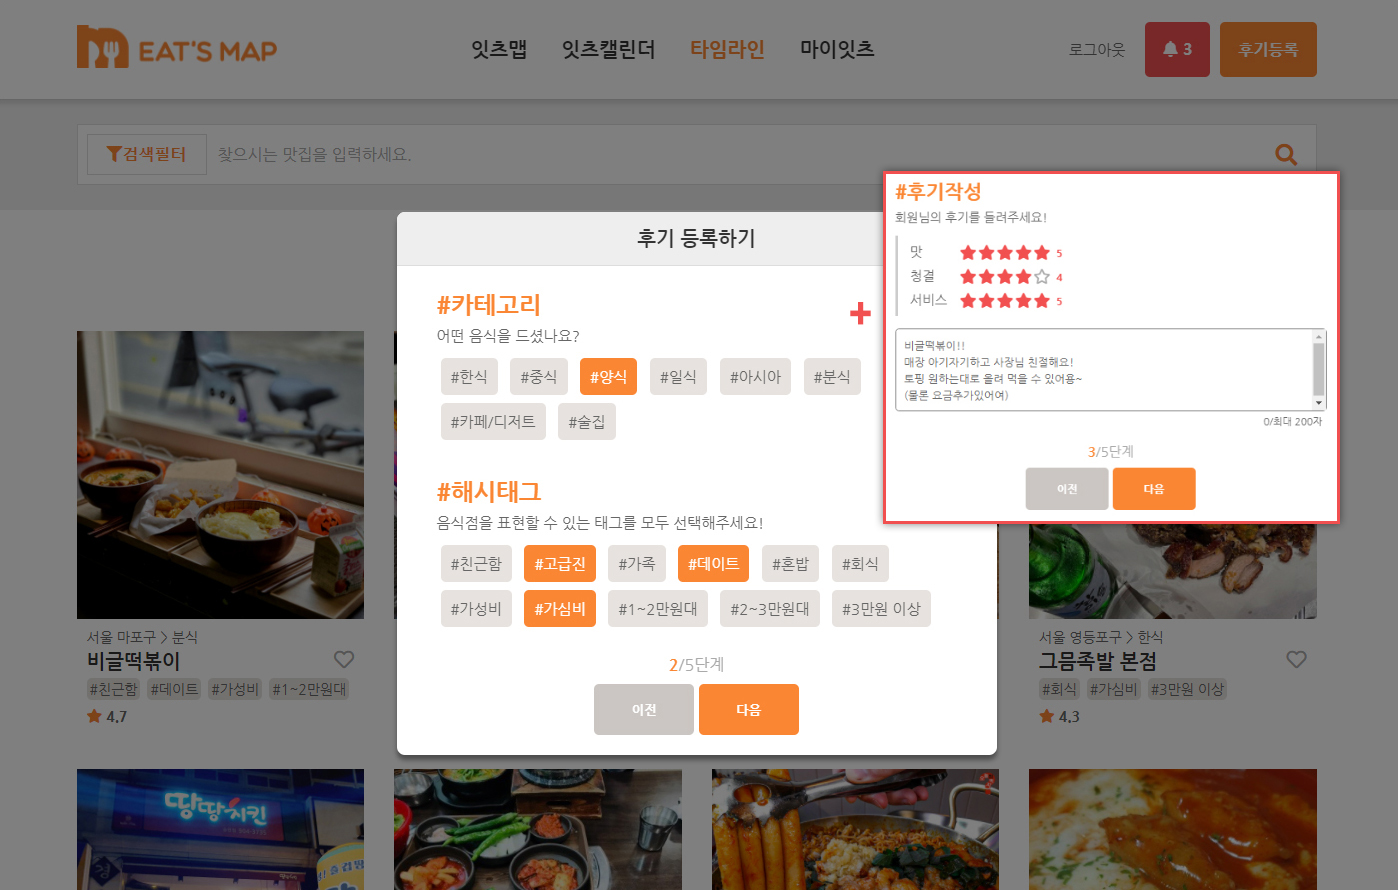 EAT'S MAP
잇츠맵 잇츠캘린더 타임라인 마이잇츠
로그아웃 3 후기등록
검색필터 찾으시는 맛집을 입력하세요.
후기 등록하기
#카테고리
어떤 음식을 드셨나요?
#한식 #중식 #양식 #일식 #아시아 #분식
#카페/디저트 #술집
#해시태그
음식점을 표현할 수 있는 태그를 모두 선택해주세요!
#친근함 #고급진 #가족 #데이트 #혼밥 #회식
#가성비 #가심비 #1~2만원대 #2~3만원대 #3만원 이상
2/5단계
이전 다음
#후기작성
회원님의 후기를 들려주세요!
맛 5
청결 4
서비스 5
비글떡볶이!!
매장 아기자기하고 사장님 친절해요!
토핑 원하는대로 올려 먹을 수 있어용~
(물론 요금추가있어여)
0/최대 200자
3/5단계
이전 다음
서울 마포구 > 분식
비글떡볶이
#친근함 #데이트 #가성비 #1~2만원대
4.7
서울 영등포구 > 한식
그믐족발 본점
#회식 #가심비 #3만원 이상
4.3
땅땅치킨